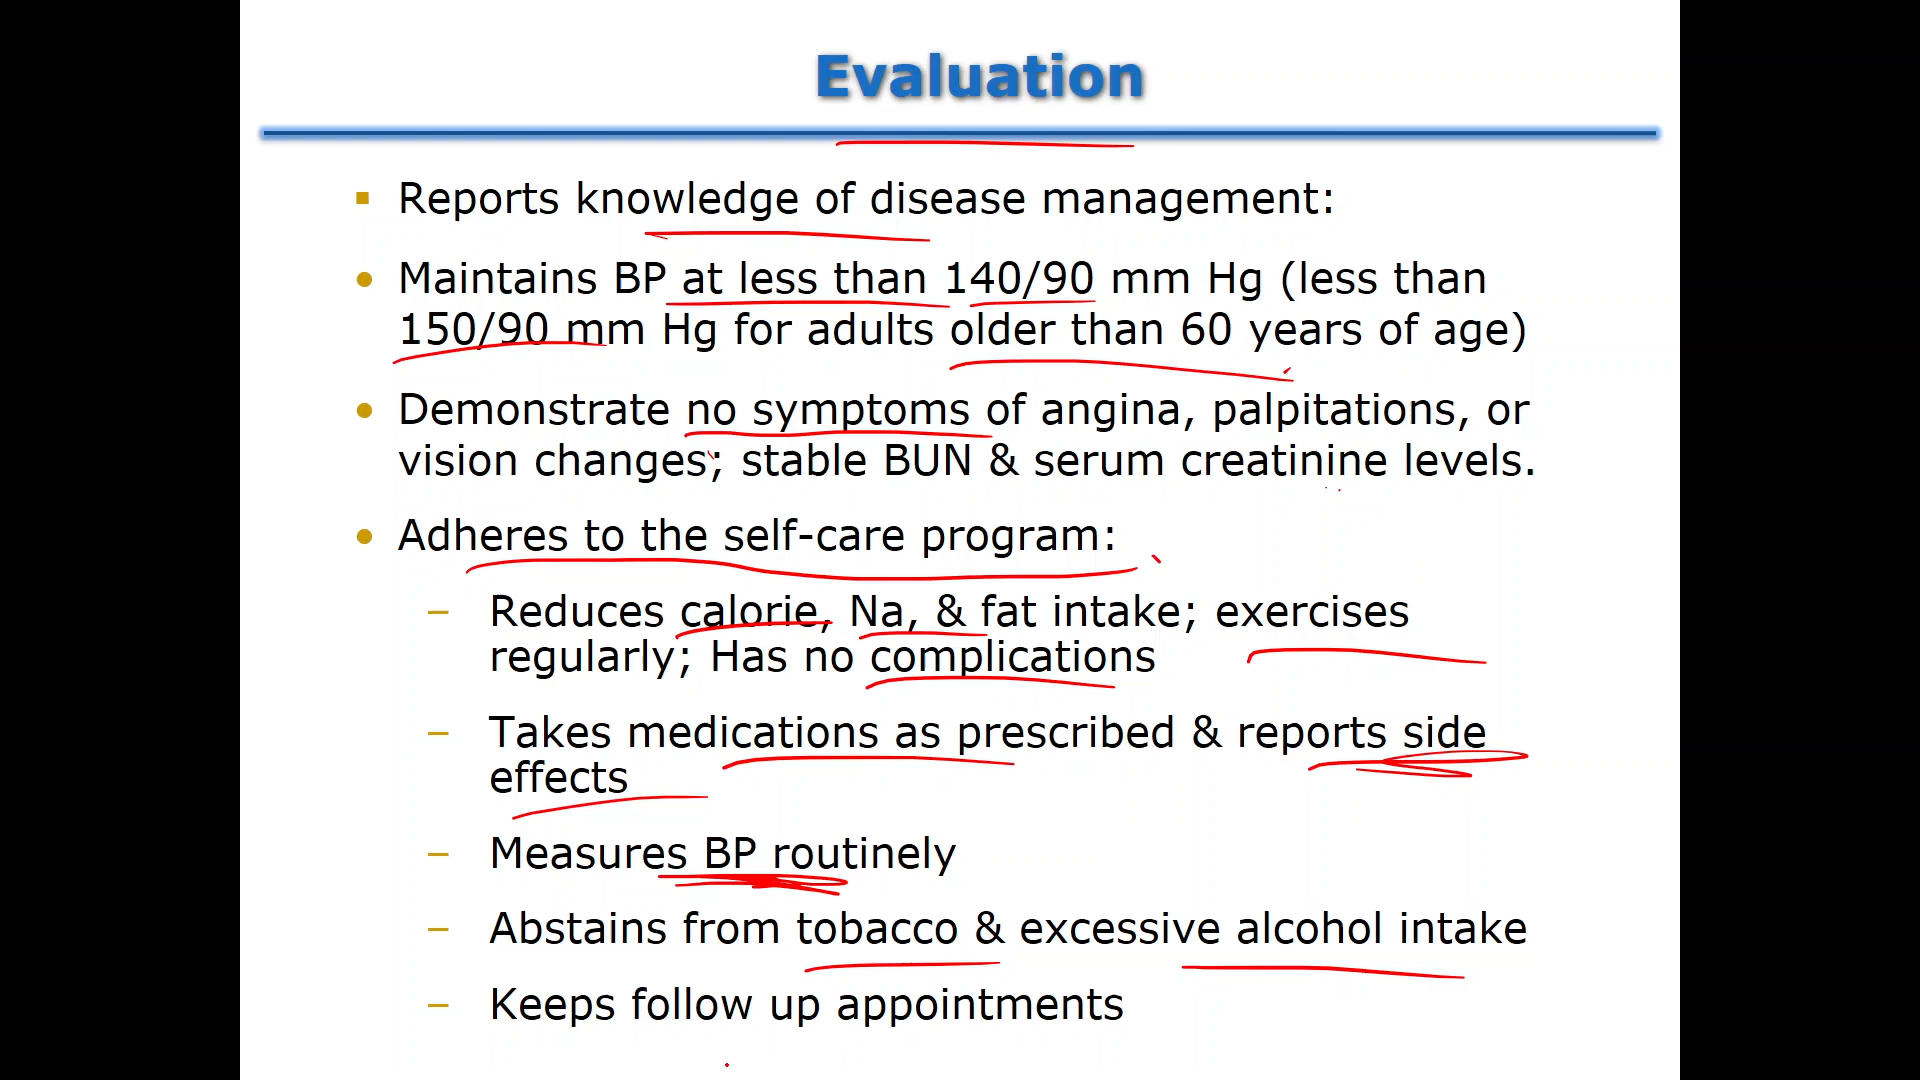 Evaluation
▪ Reports knowledge of disease management:
• Maintains BP at less than 140/90 mm Hg (less than
150/90 mm Hg for adults older than 60 years of age)
• Demonstrate no symptoms of angina, palpitations, or
vision changes; stable BUN & serum creatinine levels.
• Adheres to the self-care program:
– Reduces calorie, Na, & fat intake; exercises
regularly; Has no complications
– Takes medications as prescribed & reports side
effects
– Measures BP routinely
– Abstains from tobacco & excessive alcohol intake
– Keeps follow up appointments